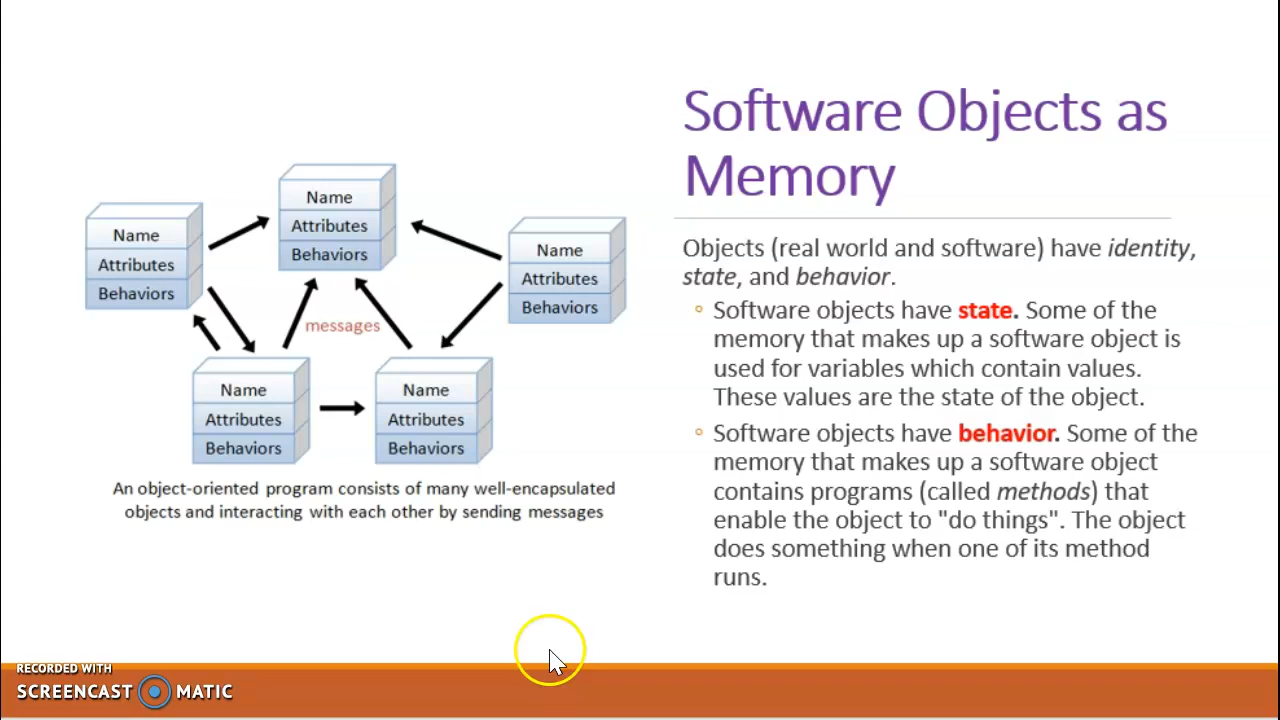 Software Objects as
Memory
Name
Attributes
Behaviors
Name
Attributes
Behaviors
Name
Attributes
Behaviors
messages
Name
Attributes
Behaviors
Name
Attributes
Behaviors
An object-oriented program consists of many well-encapsulated
objects and interacting with each other by sending messages
Objects (real world and software) have identity,
state, and behavior.
Software objects have state. Some of the
memory that makes up a software object is
used for variables which contain values.
These values are the state of the object.
Software objects have behavior. Some of the
memory that makes up a software object
contains programs (called methods) that
enable the object to "do things". The object
does something when one of its method
runs.
RECORDED WITH
SCREENCAST MATIC